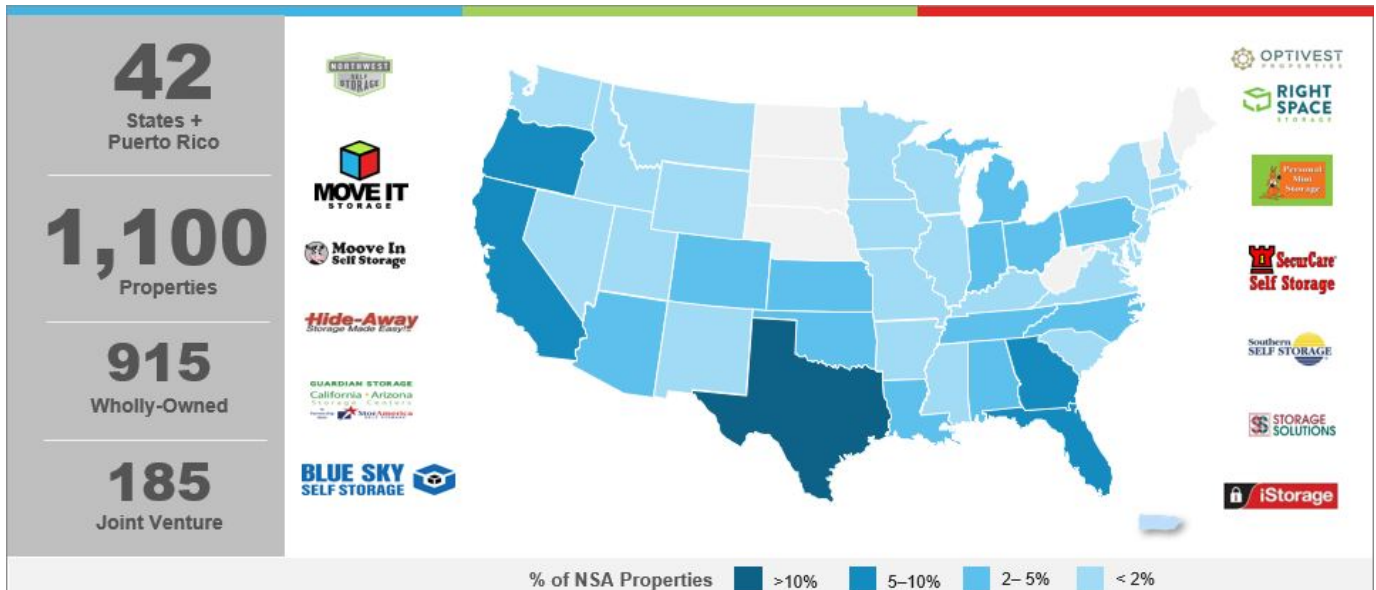 42
States +
Puerto Rico
1,100
Properties
915
Wholly-Owned
185
Joint Venture
NORTHWEST
SELF
STORAGE
MOVE IT
STORAGE
Moove In
Self Storage
Hide-Away
Storage Made Easy!!
GUARDIAN STORAGE
California • Arizona
Storage Centers
StorAmerica
BLUE SKY
SELF STORAGE
OPTIVEST
PROPERTIES
RIGHT
SPACE
STORAGE
Personal
Mini
Storage
SecurCare
Self Storage
Southern
SELF STORAGE
SS STORAGE
SOLUTIONS
iStorage
% of NSA Properties >10% 5–10% 2– 5% < 2%